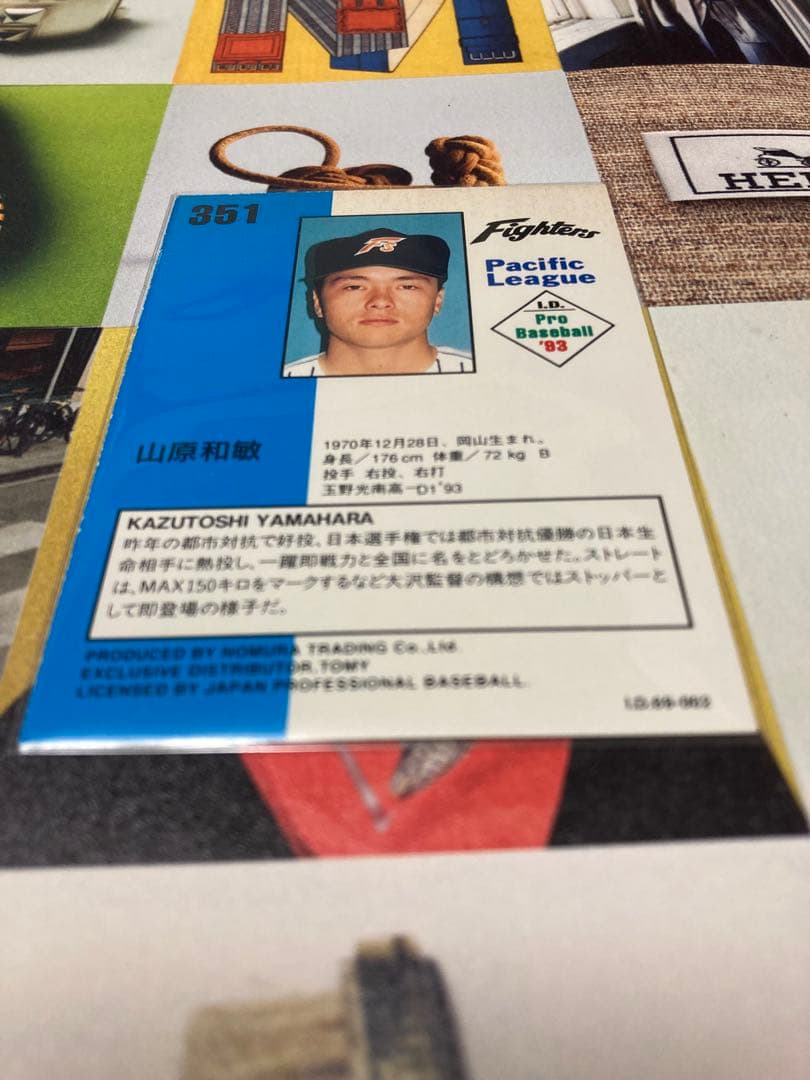 351
Fs
Fighters
Pacific
League
I.D.
Pro
Baseball
'93
山原和敏
1970年12月28日、岡山生まれ。
身長/176cm 体重/72kg B
投手 右投、右打
玉野光南高―D1'93
KAZUTOSHI YAMAHARA
昨年の都市対抗で好投、日本選手権では都市対抗優勝の日本生
命相手に熱投し、一躍即戦力と全国に名をとどろかせた。ストレート
は、MAX150キロをマークするなど大沢監督の構想ではストッパーと
して即登場の様子だ。
PRODUCED BY NOMURA TRADING Co.,Ltd.
EXCLUSIVE DISTRIBUTOR,TOMY
LICENSED BY JAPAN PROFESSIONAL BASEBALL.